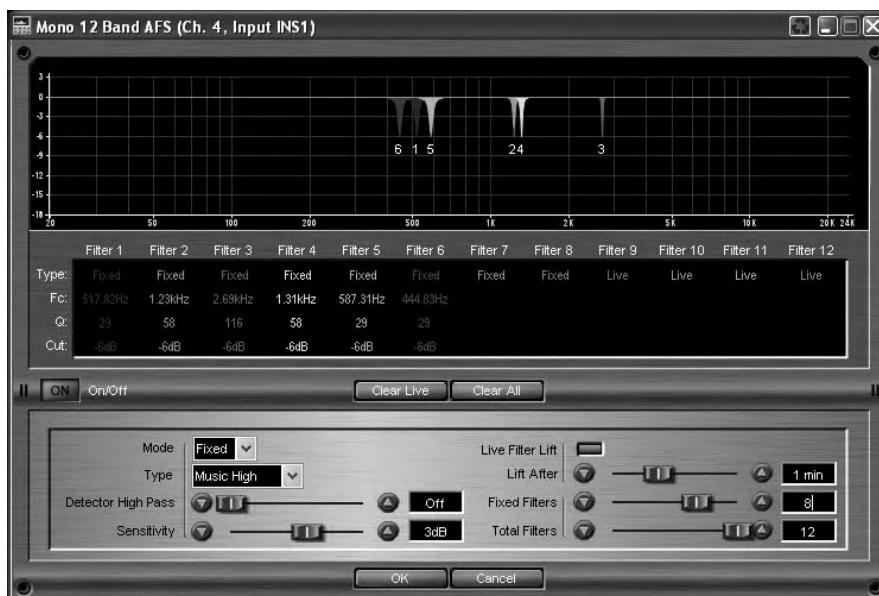 Mono 12 Band AFS (Ch. 4, Input INS1)
3
0
-3
-6
-9
-12
-15
-18
6 1 5 2 4 3
20 50 100 200 500 1K 2K 5K 10K 20K 24K
Filter 1 Filter 2 Filter 3 Filter 4 Filter 5 Filter 6 Filter 7 Filter 8 Filter 9 Filter 10 Filter 11 Filter 12
Type: Fixed Fixed Fixed Fixed Fixed Fixed Fixed Fixed Live Live Live Live
Fc: 517.82Hz 1.23kHz 2.69kHz 1.31kHz 587.31Hz 444.83Hz
Q: 29 58 116 58 29 29
Cut: -6dB -6dB -6dB -6dB -6dB -6dB
ON On/Off Clear Live Clear All
Mode Fixed Live Filter Lift
Type Music High Lift After 1 min
Detector High Pass Off Fixed Filters 8
Sensitivity 3dB Total Filters 12
OK Cancel